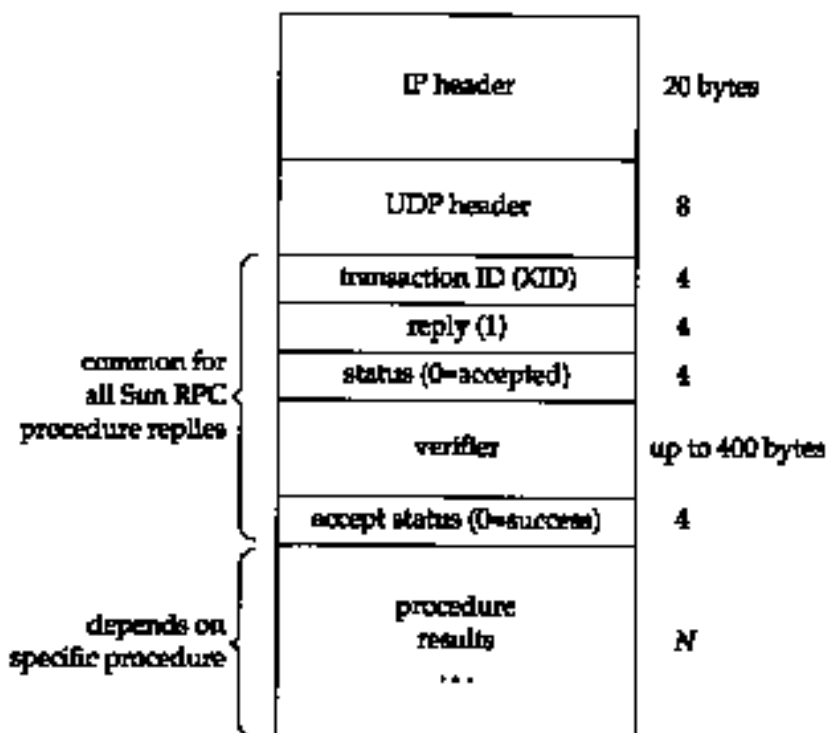 IP header
20 bytes
UDP header
8
transaction ID (XID)
4
reply (1)
4
status (0=accepted)
4
common for
all Sun RPC
procedure replies
verifier
up to 400 bytes
accept status (0=success)
4
depends on
specific procedure
procedure
results
...
N